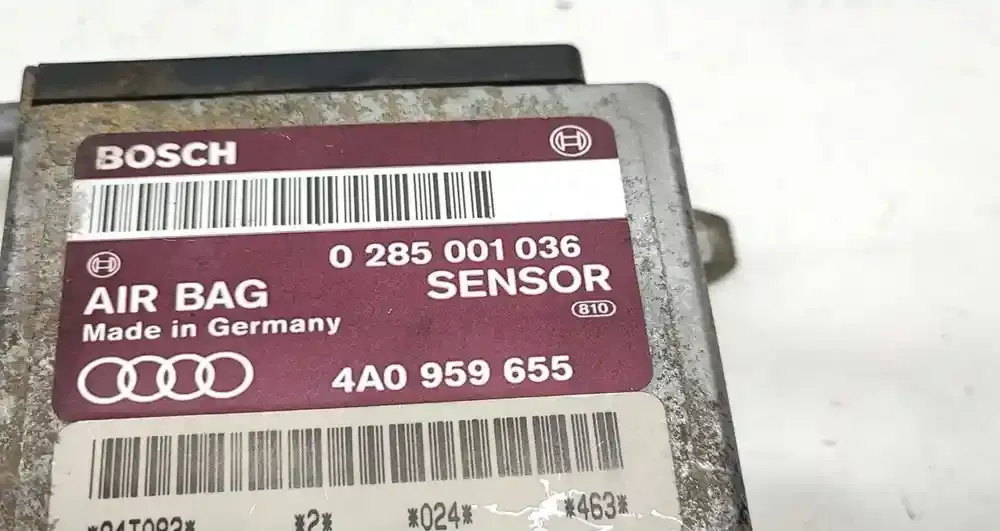 BOSCH
0 285 001 036
AIR BAG SENSOR
Made in Germany 810
4A0 959 655
*2* *024* *463*